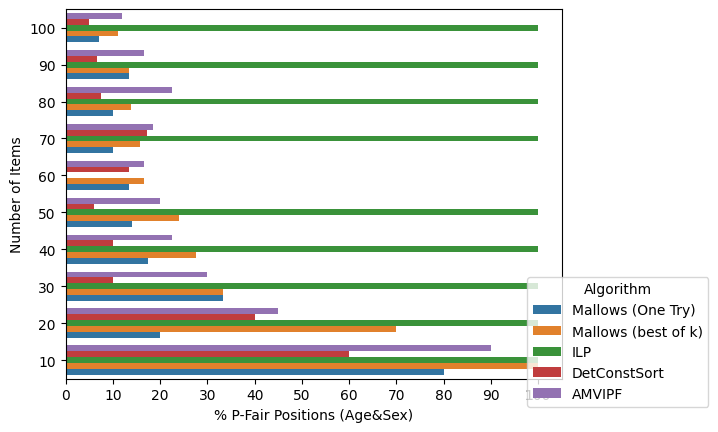 100
90
80
70
60
50
40
30
20
10
Number of Items
0 10 20 30 40 50 60 70 80 90 100
% P-Fair Positions (Age&Sex)
Algorithm
Mallows (One Try)
Mallows (best of k)
ILP
DetConstSort
AMVIPF